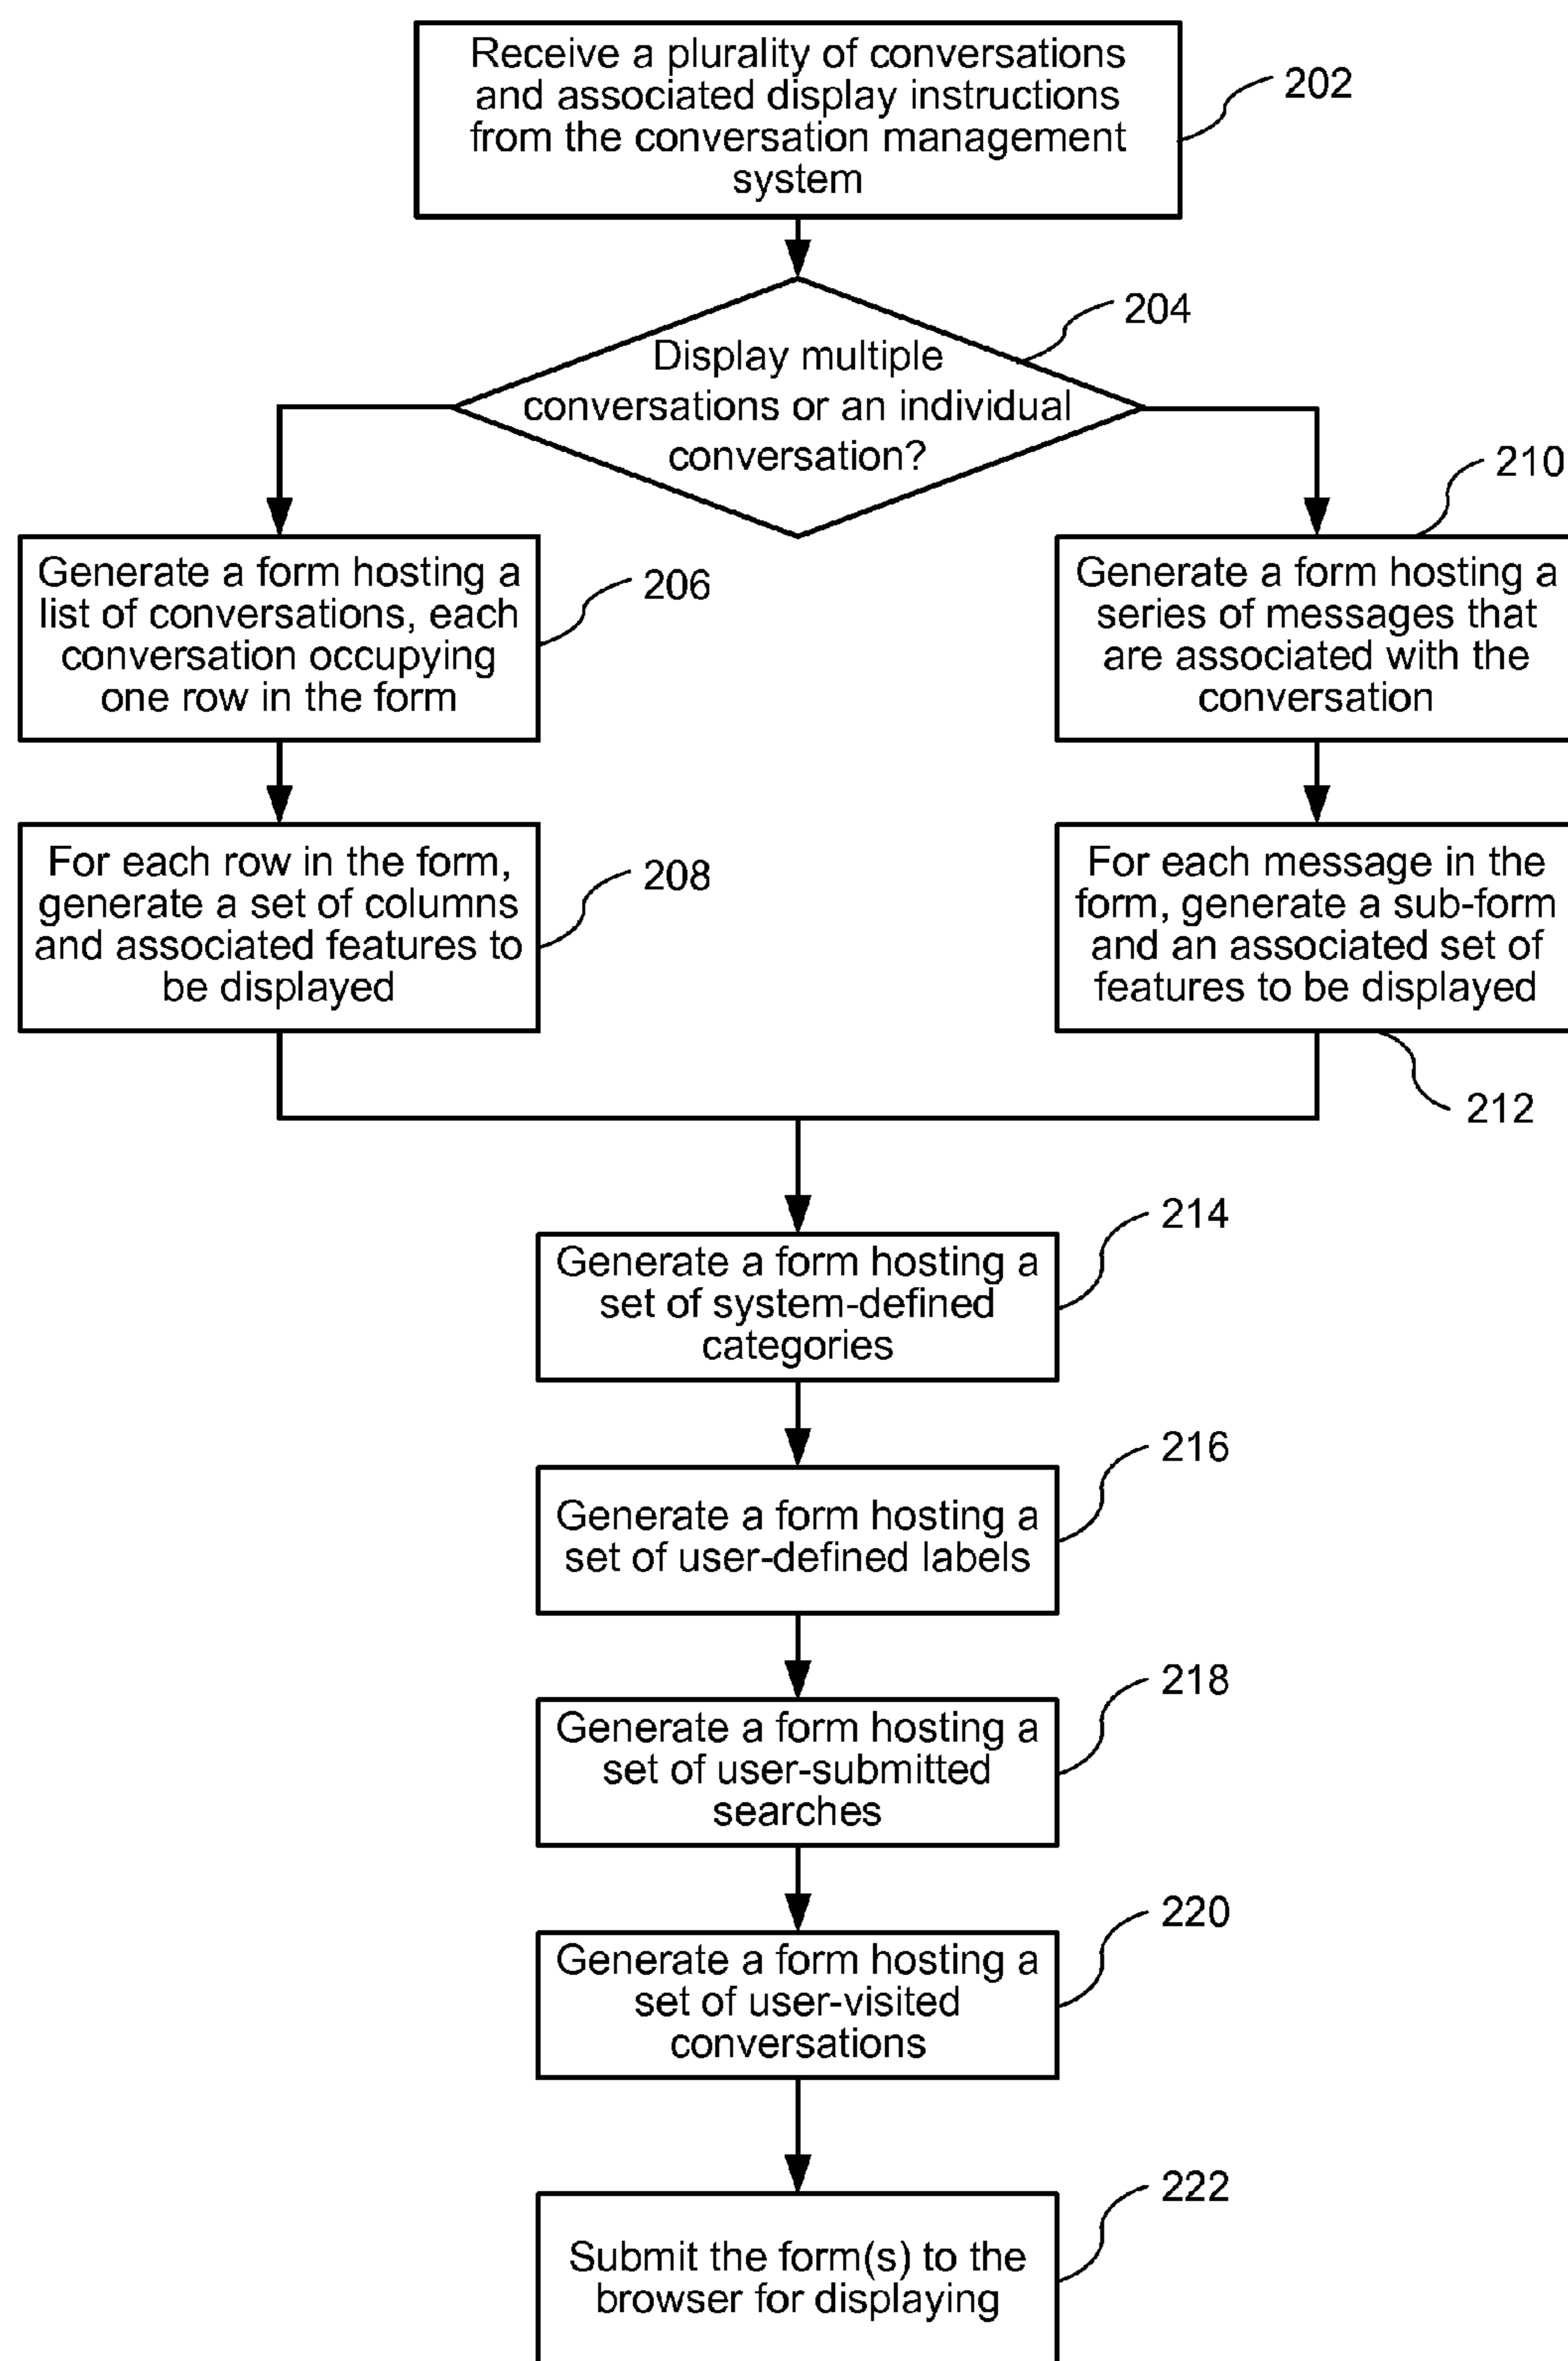 Receive a plurality of conversations
and associated display instructions
from the conversation management
system
202
204
Display multiple
conversations or an individual
conversation?
210
Generate a form hosting a
list of conversations, each
conversation occupying
one row in the form
206
Generate a form hosting a
series of messages that
are associated with the
conversation
For each row in the form,
generate a set of columns
and associated features to
be displayed
208
For each message in the
form, generate a sub-form
and an associated set of
features to be displayed
212
214
Generate a form hosting a
set of system-defined
categories
216
Generate a form hosting a
set of user-defined labels
218
Generate a form hosting a
set of user-submitted
searches
220
Generate a form hosting a
set of user-visited
conversations
222
Submit the form(s) to the
browser for displaying